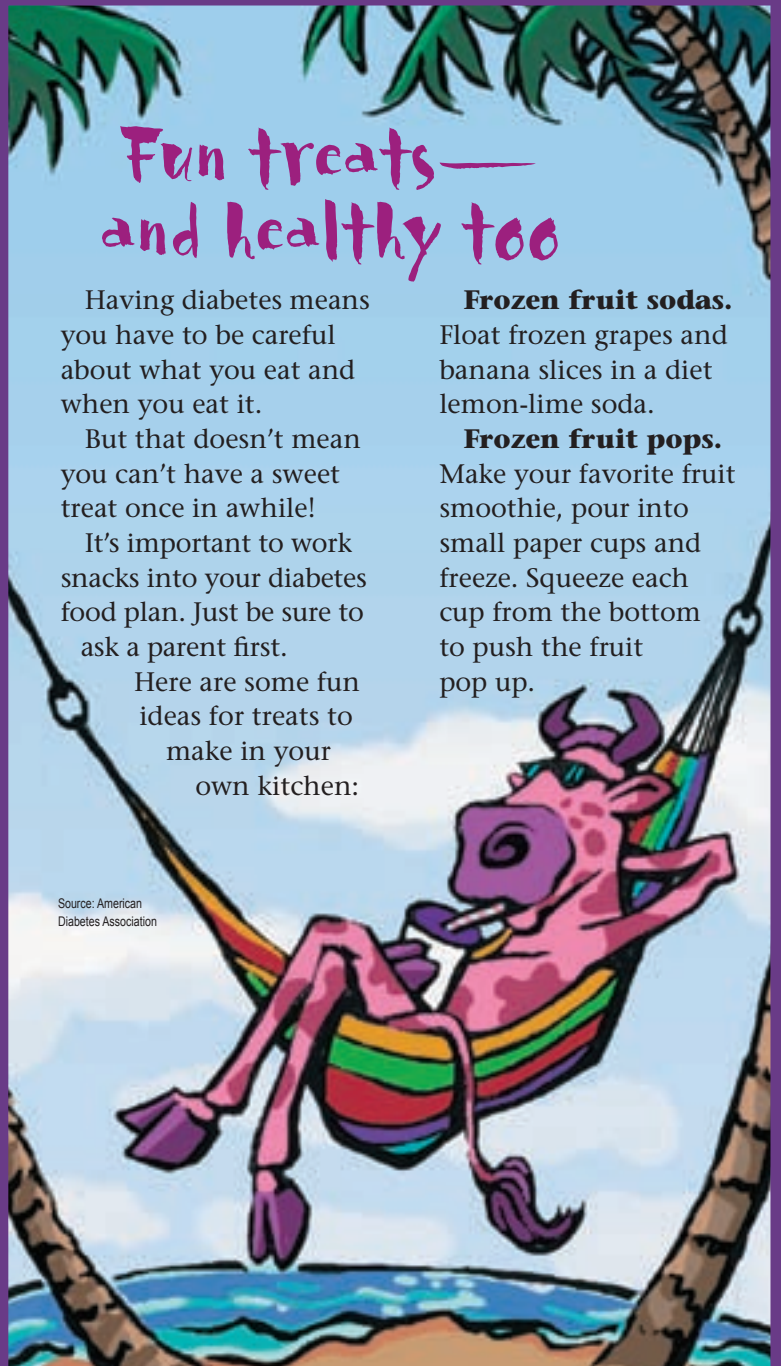 Fun treats—
and healthy too
Having diabetes means
you have to be careful
about what you eat and
when you eat it.
But that doesn't mean
you can't have a sweet
treat once in awhile!
It's important to work
snacks into your diabetes
food plan. Just be sure to
ask a parent first.
Here are some fun
ideas for treats to
make in your
own kitchen:
Frozen fruit sodas.
Float frozen grapes and
banana slices in a diet
lemon-lime soda.
Frozen fruit pops.
Make your favorite fruit
smoothie, pour into
small paper cups and
freeze. Squeeze each
cup from the bottom
to push the fruit
pop up.
Source: American
Diabetes Association